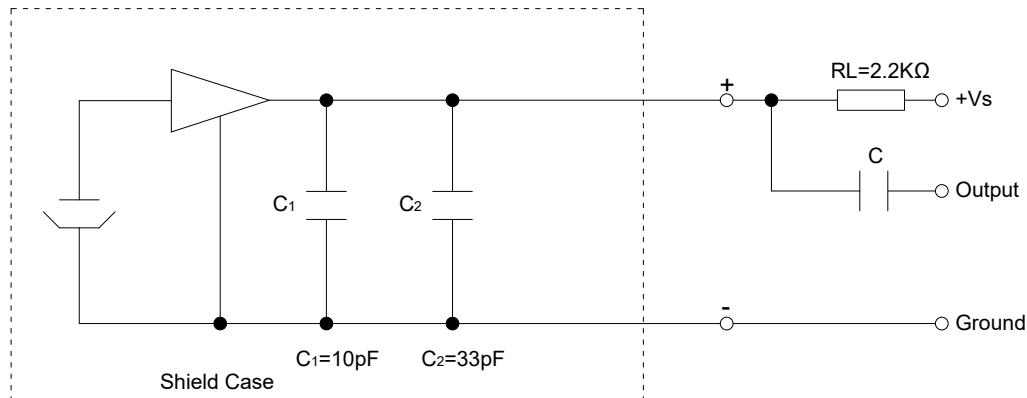 RL=2.2KΩ
+
+Vs
C
C1
C2
Output
-
Ground
C1=10pF
C2=33pF
Shield Case